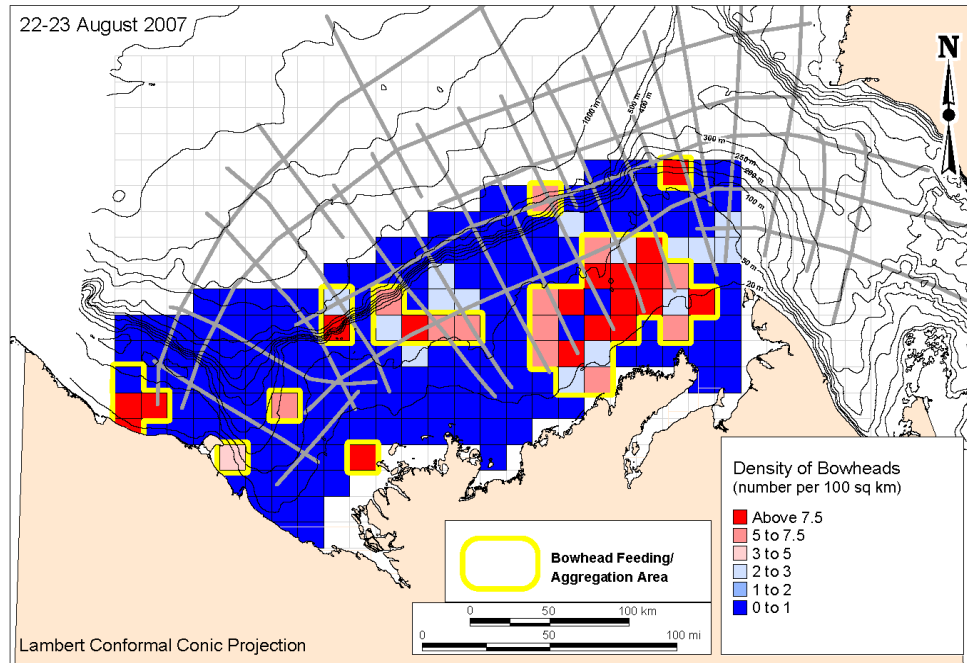 22-23 August 2007
N
1000 m
500 m
400 m
300 m
250 m
200 m
100 m
50 m
20 m
Density of Bowheads
(number per 100 sq km)
Above 7.5
5 to 7.5
3 to 5
2 to 3
1 to 2
0 to 1
Bowhead Feeding/
Aggregation Area
0 50 100 km
0 50 100 mi
Lambert Conformal Conic Projection